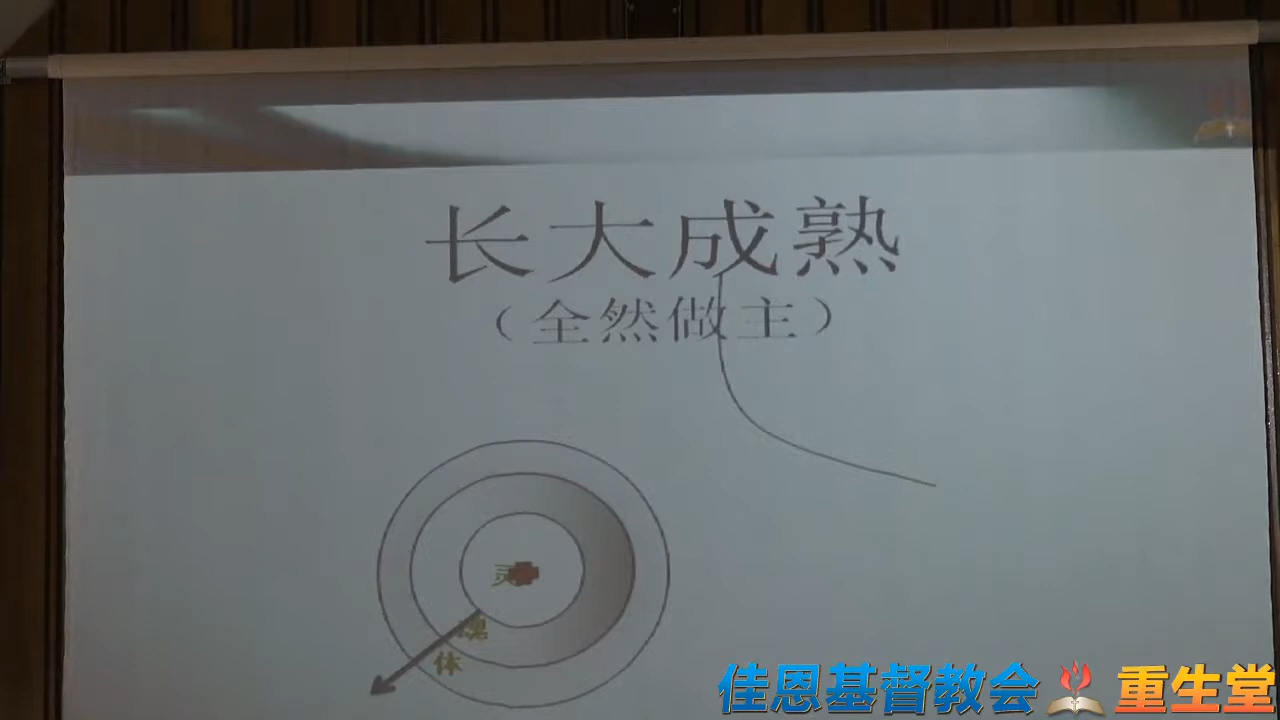 长大成熟
（全然做主）
灵
魂
体
佳恩基督教会 重生堂